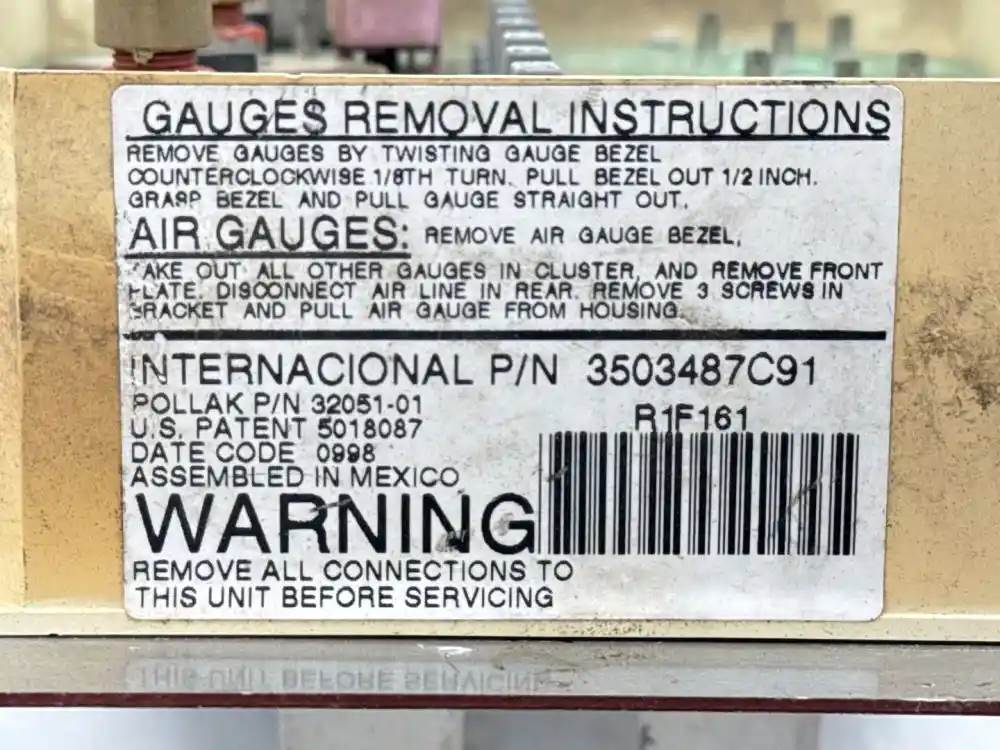 GAUGES REMOVAL INSTRUCTIONS
REMOVE GAUGES BY TWISTING GAUGE BEZEL
COUNTERCLOCKWISE 1/8TH TURN. PULL BEZEL OUT 1/2 INCH.
GRASP BEZEL AND PULL GAUGE STRAIGHT OUT.
AIR GAUGES: REMOVE AIR GAUGE BEZEL,
TAKE OUT ALL OTHER GAUGES IN CLUSTER, AND REMOVE FRONT
PLATE. DISCONNECT AIR LINE IN REAR. REMOVE 3 SCREWS IN
BRACKET AND PULL AIR GAUGE FROM HOUSING.
INTERNACIONAL P/N 3503487C91
POLLAK P/N 32051-01
R1F161
U.S. PATENT 5018087
DATE CODE 0998
ASSEMBLED IN MEXICO
WARNING
REMOVE ALL CONNECTIONS TO
THIS UNIT BEFORE SERVICING